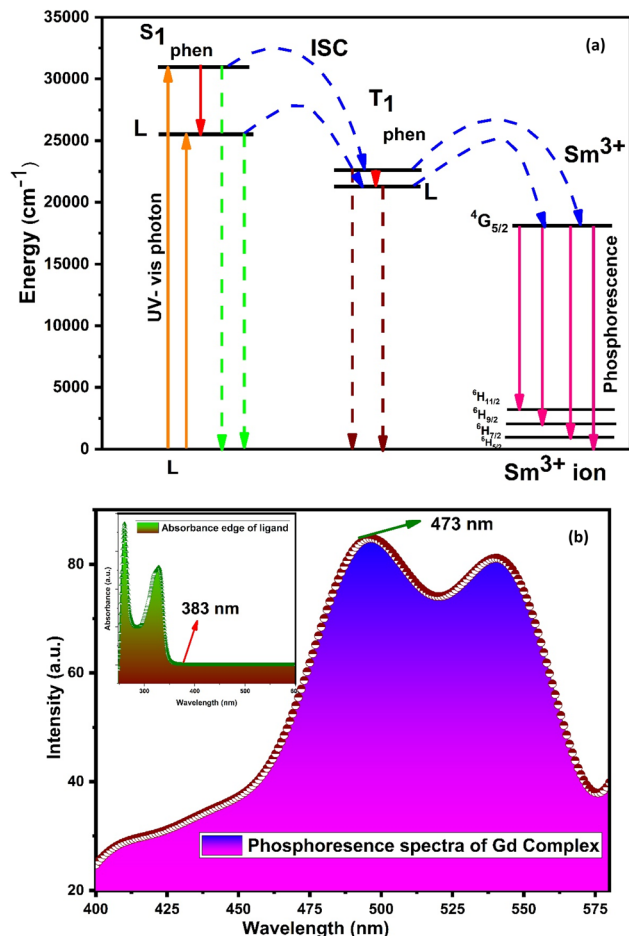 (a)
S1 phen
ISC
T1
phen
Sm3+
L
L
4G5/2
35000
30000
25000
20000
15000
10000
5000
0
Energy (cm−1)
UV- vis photon
Phosphorescence
6H11/2
6H9/2
6H7/2
6H5/2
L
Sm3+ ion
(b)
473 nm
Absorbance edge of ligand
383 nm
Absorbance (a.u.)
300 400 500 600
Wavelength (nm)
80
60
40
20
Intensity (a.u.)
Phosphoresence spectra of Gd Complex
400 425 450 475 500 525 550 575
Wavelength (nm)